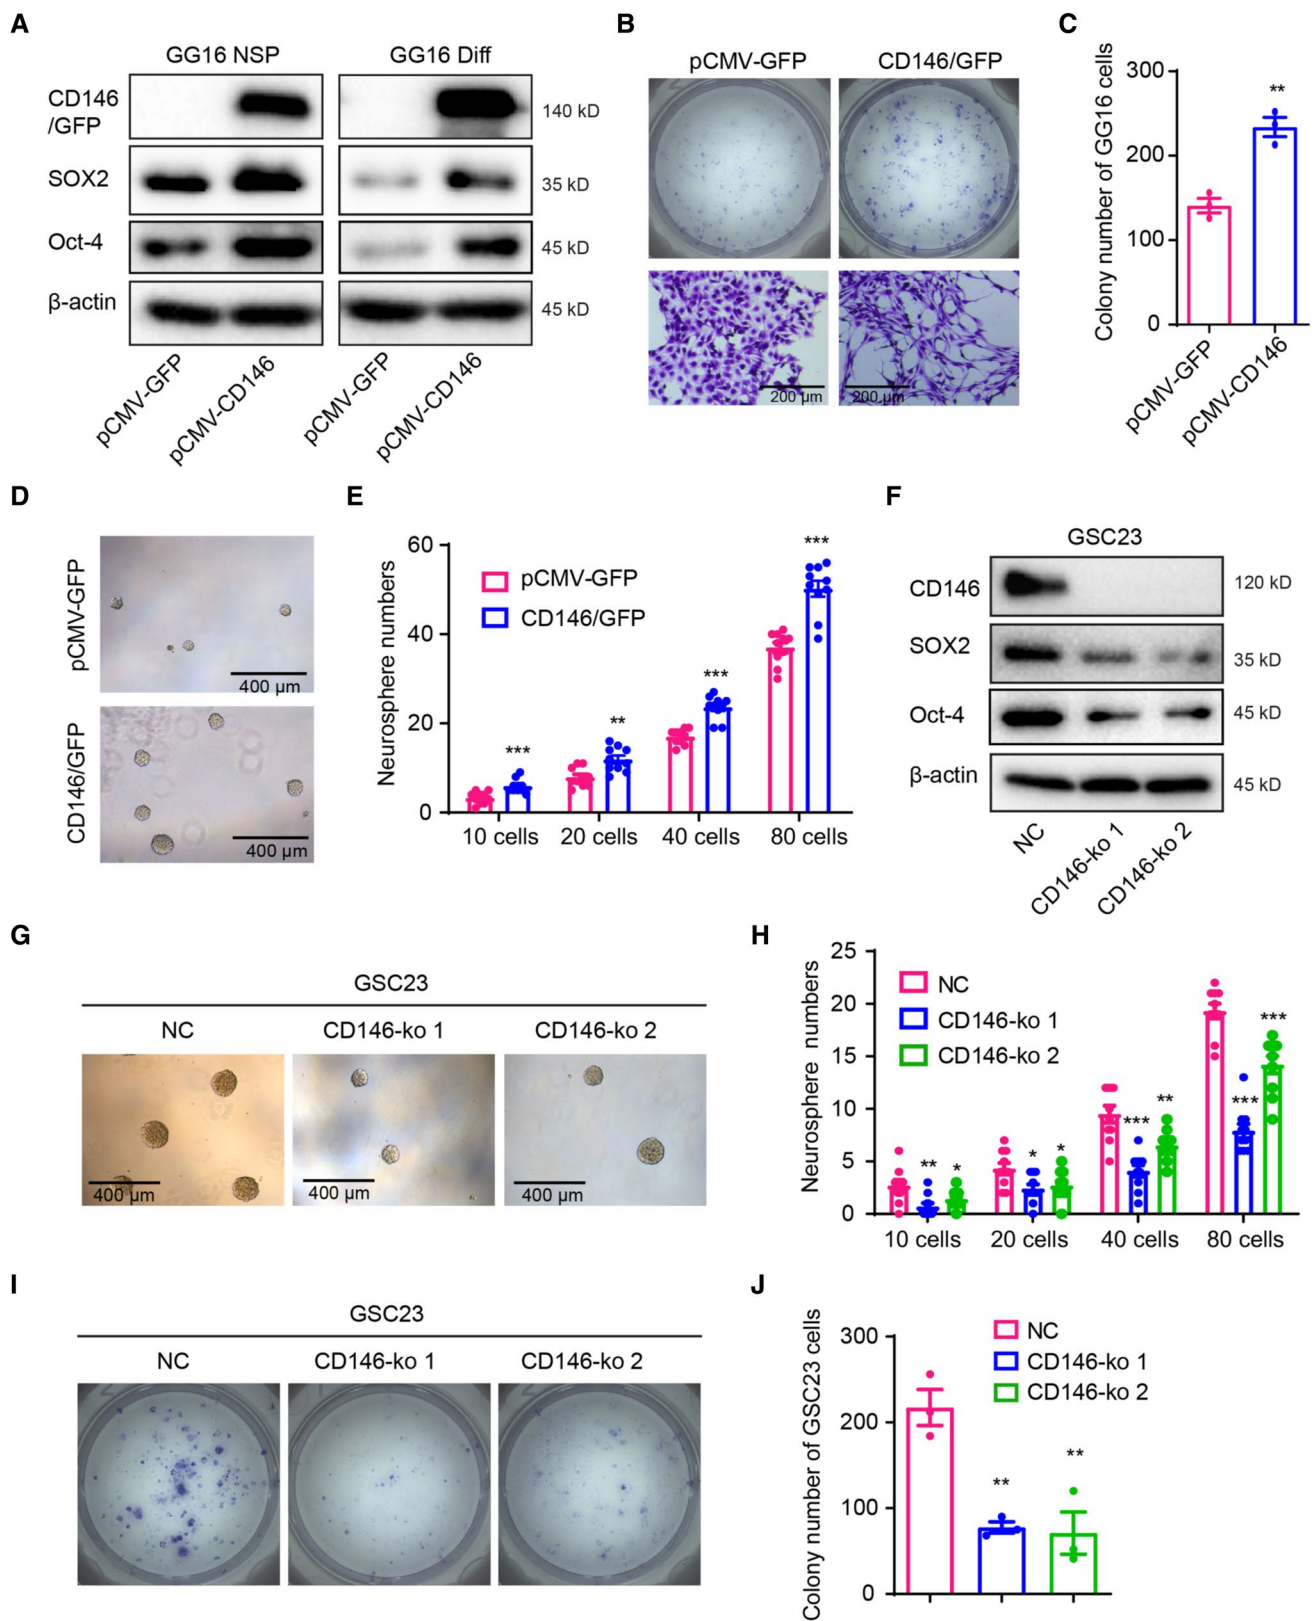 A
GG16 NSP
GG16 Diff
CD146
/GFP
140 kD
SOX2
35 kD
Oct-4
45 kD
β-actin
45 kD
pCMV-GFP
pCMV-CD146
pCMV-GFP
pCMV-CD146
B
pCMV-GFP
CD146/GFP
200 μm
200 μm
C
Colony number of GG16 cells
300
200
100
0
**
pCMV-GFP
pCMV-CD146
D
pCMV-GFP
400 μm
CD146/GFP
400 μm
E
Neurosphere numbers
60
40
20
0
pCMV-GFP
CD146/GFP
***
**
***
***
10 cells
20 cells
40 cells
80 cells
F
GSC23
CD146
120 kD
SOX2
35 kD
Oct-4
45 kD
β-actin
45 kD
NC
CD146-ko 1
CD146-ko 2
G
GSC23
NC
CD146-ko 1
CD146-ko 2
400 μm
400 μm
400 μm
H
Neurosphere numbers
25
20
15
10
5
0
NC
CD146-ko 1
CD146-ko 2
**
*
*
*
***
**
***
***
10 cells
20 cells
40 cells
80 cells
I
GSC23
NC
CD146-ko 1
CD146-ko 2
J
Colony number of GSC23 cells
300
200
100
0
NC
CD146-ko 1
CD146-ko 2
**
**